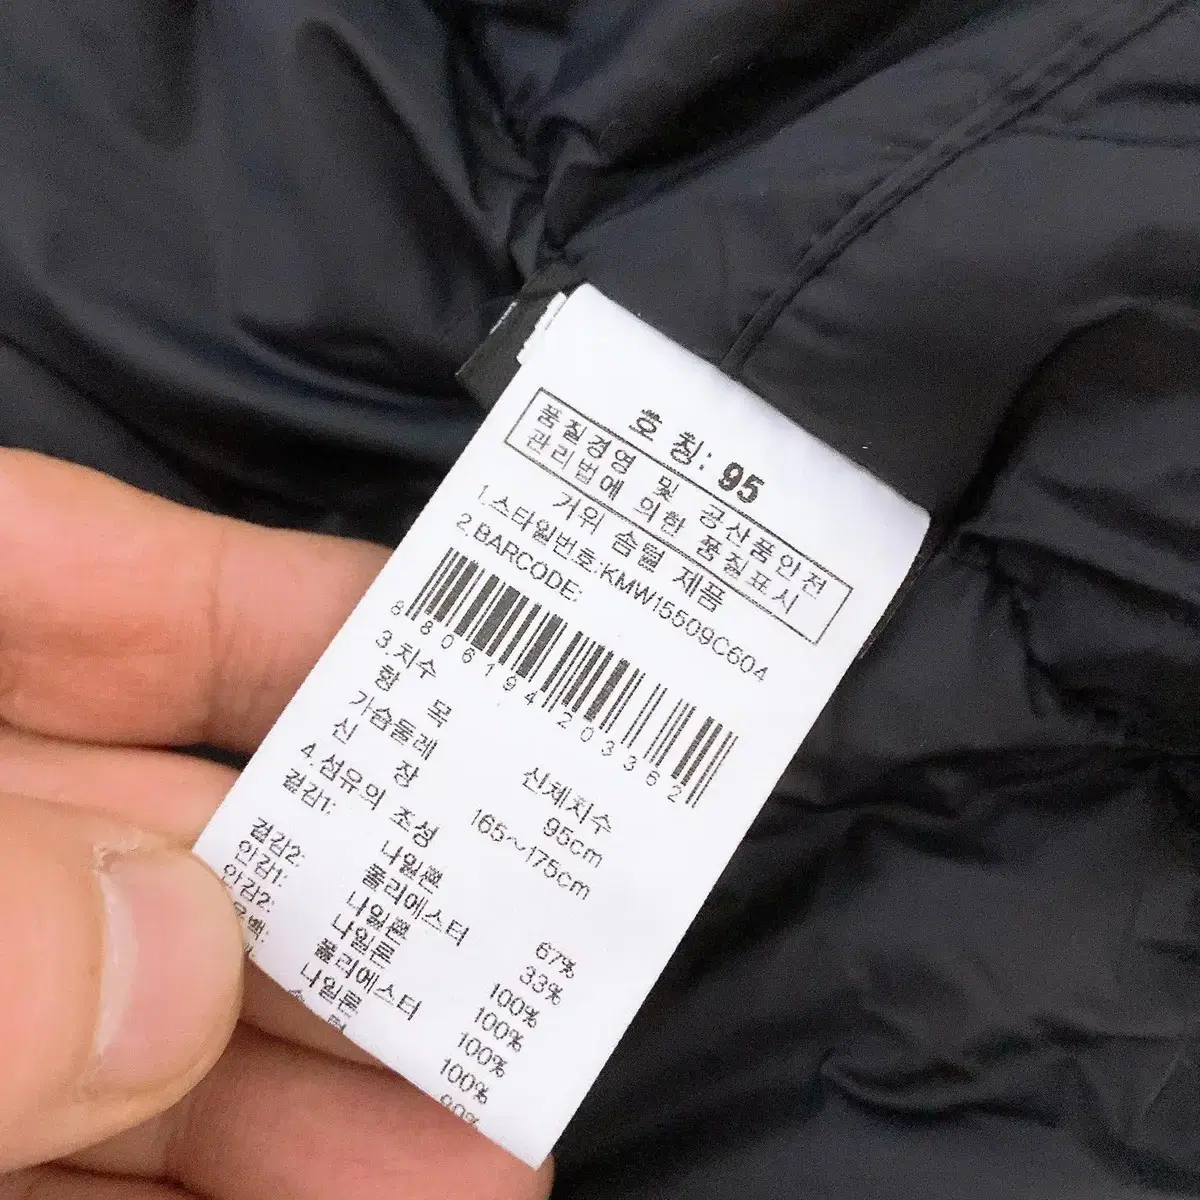 호 칭: 95
품질경영 및 공산품안전
관리법에 의한 품질표시
거위 솜털 제품
1.스타일번호:KMW15509C604
2.BARCODE:
8 806194 203362
3.치수
항 목 신체치수
가슴둘레 95cm
신 장 165~175cm
4.섬유의 조성
겉감1: 나일론 67%
폴리에스터 33%
겉감2: 나일론 100%
안감1: 나일론 100%
안감2: 폴리에스터 100%
나일론 100%
솜 털